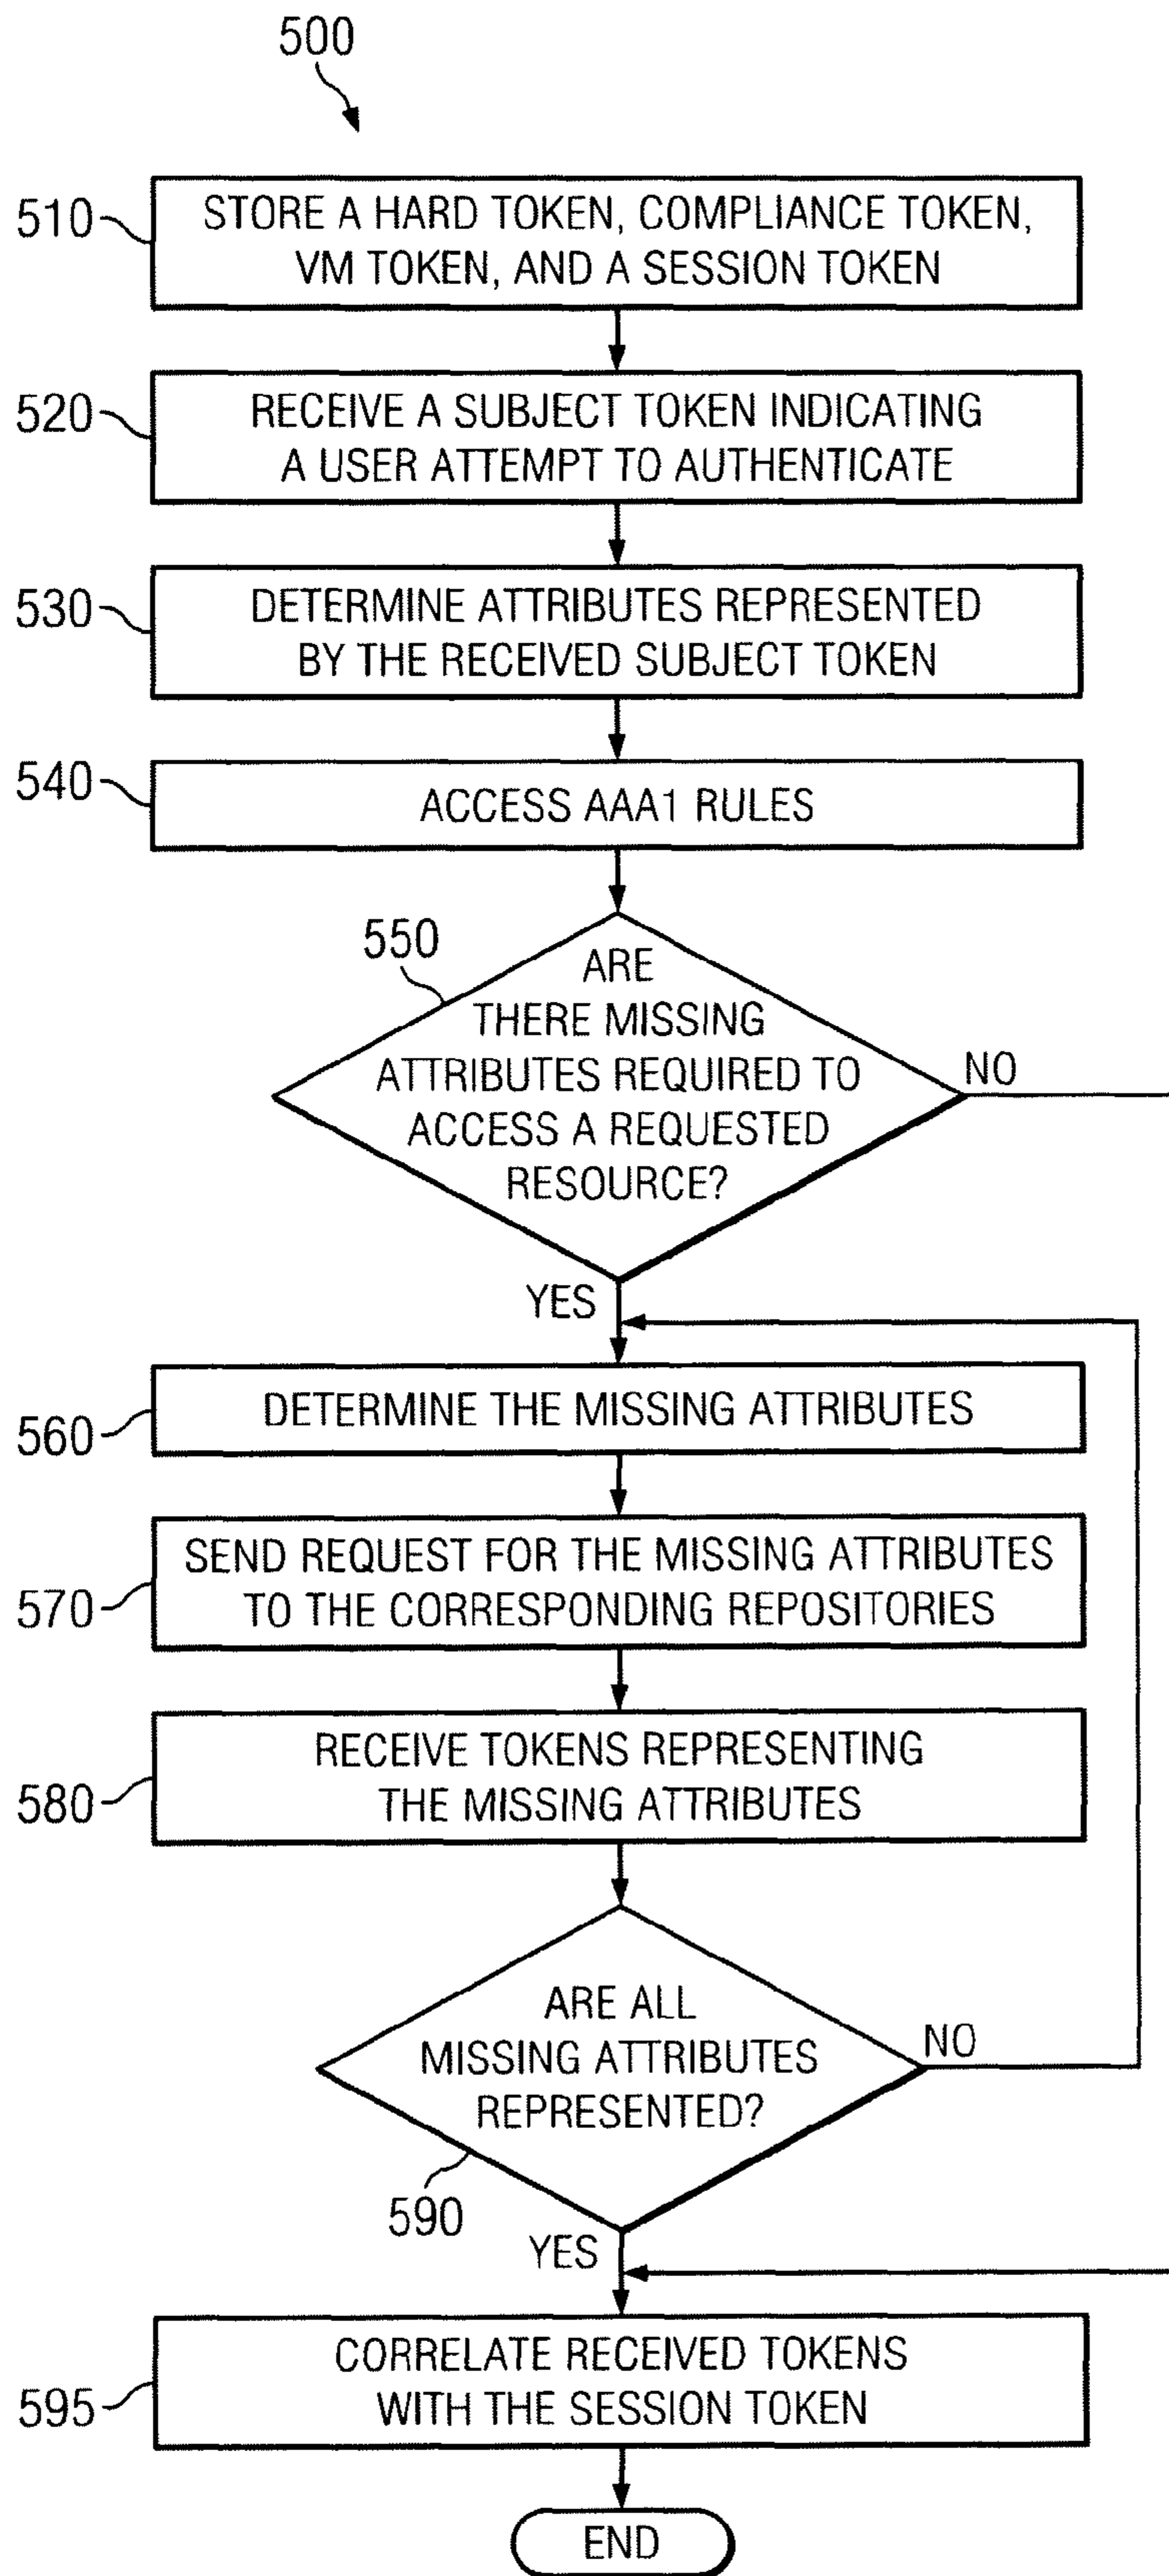 500
510
STORE A HARD TOKEN, COMPLIANCE TOKEN,
VM TOKEN, AND A SESSION TOKEN
520
RECEIVE A SUBJECT TOKEN INDICATING
A USER ATTEMPT TO AUTHENTICATE
530
DETERMINE ATTRIBUTES REPRESENTED
BY THE RECEIVED SUBJECT TOKEN
540
ACCESS AAA1 RULES
550
ARE
THERE MISSING
ATTRIBUTES REQUIRED TO
ACCESS A REQUESTED
RESOURCE?
NO
YES
560
DETERMINE THE MISSING ATTRIBUTES
570
SEND REQUEST FOR THE MISSING ATTRIBUTES
TO THE CORRESPONDING REPOSITORIES
580
RECEIVE TOKENS REPRESENTING
THE MISSING ATTRIBUTES
ARE ALL
MISSING ATTRIBUTES
REPRESENTED?
NO
590
YES
595
CORRELATE RECEIVED TOKENS
WITH THE SESSION TOKEN
END